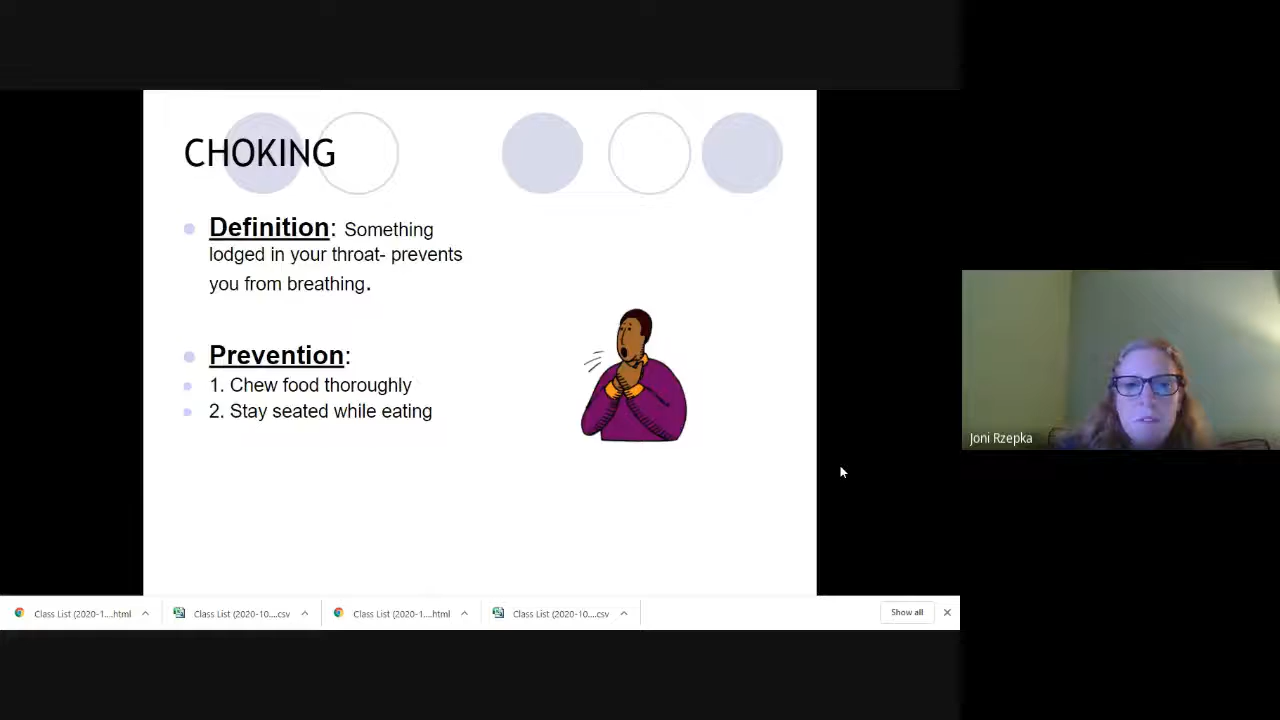 CHOKING
Definition: Something
lodged in your throat- prevents
you from breathing.
Prevention:
1. Chew food thoroughly
2. Stay seated while eating
Joni Rzepka
Class List (2020-1....html
Class List (2020-10....csv
Class List (2020-1....html
Class List (2020-10....csv
Show all